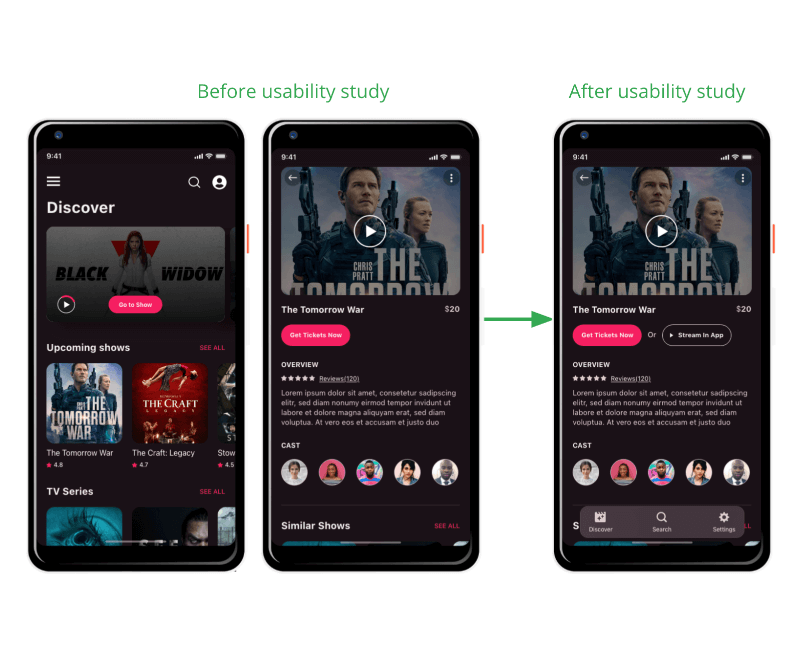 Before usability study
After usability study
9:41
Discover
BLACK WIDOW
Go to Show
Upcoming shows
SEE ALL
THE TOMORROW WAR
THE CRAFT
LEGACY
The Tomorrow War
The Craft: Legacy
Stow
4.8
4.7
4.5
TV Series
SEE ALL
9:41
CHRIS
PRATT
THE
TOMORROW
The Tomorrow War
$20
Get Tickets Now
OVERVIEW
Reviews(120)
Lorem ipsum dolor sit amet, consetetur sadipscing
elitr, sed diam nonumy eirmod tempor invidunt ut
labore et dolore magna aliquyam erat, sed diam
voluptua. At vero eos et accusam et justo duo
CAST
Similar Shows
SEE ALL
9:41
CHRIS
PRATT
THE
TOMORROW
The Tomorrow War
$20
Get Tickets Now
Or
Stream In App
OVERVIEW
Reviews(120)
Lorem ipsum dolor sit amet, consetetur sadipscing
elitr, sed diam nonumy eirmod tempor invidunt ut
labore et dolore magna aliquyam erat, sed diam
voluptua. At vero eos et accusam et justo duo
CAST
Discover
Search
Settings